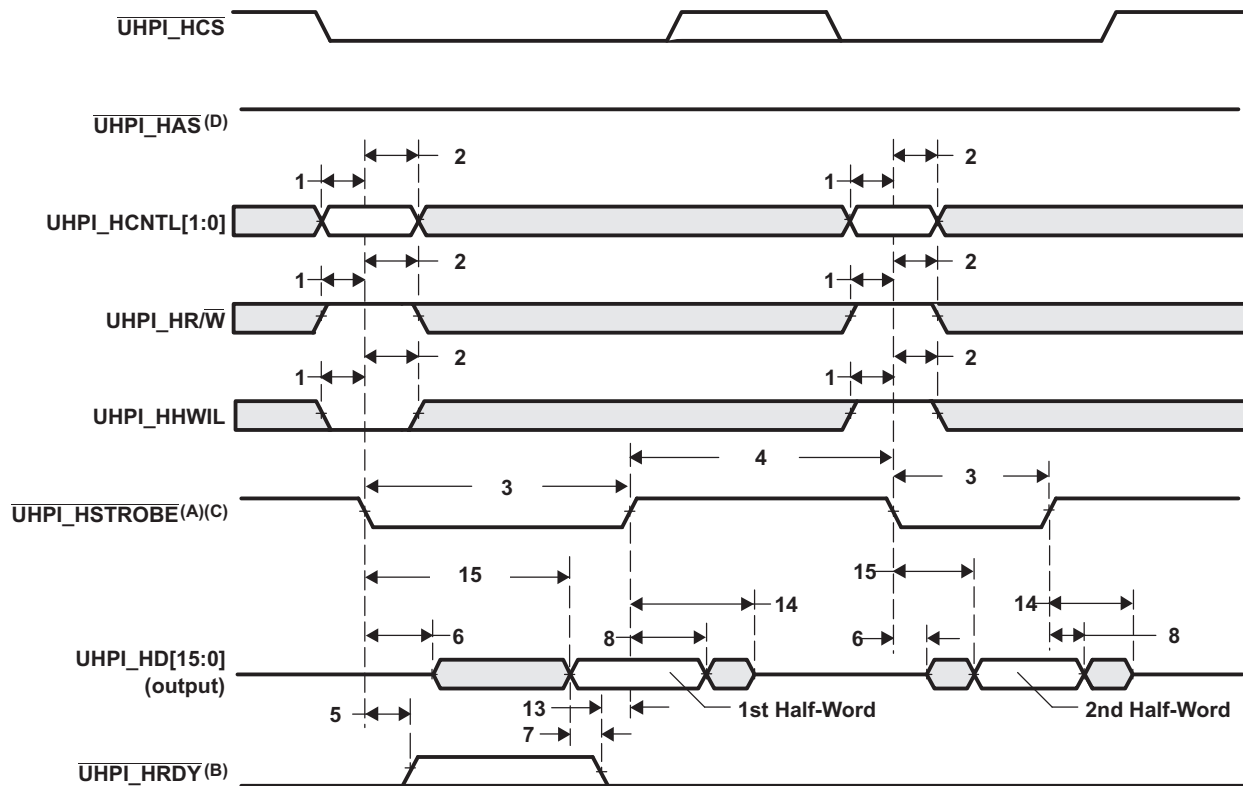 UHPI_HCS
UHPI_HAS (D)
2 2
1 1
UHPI_HCNTL[1:0]
2 2
1 1
UHPI_HR/W
2 2
1 1
UHPI_HHWIL
4
3 3
UHPI_HSTROBE (A)(C)
15 15
14 14
6 8 6 8
UHPI_HD[15:0]
(output)
5 13 1st Half-Word 2nd Half-Word
7
UHPI_HRDY (B)